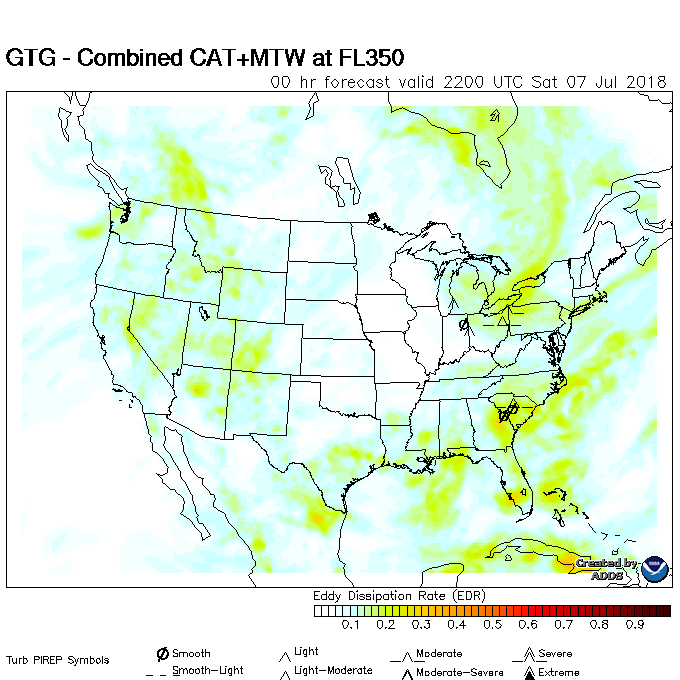 GTG - Combined CAT+MTW at FL350
00 hr forecast valid 2200 UTC Sat 07 Jul 2018
Created by
ADDS
Eddy Dissipation Rate (EDR)
0.1 0.2 0.3 0.4 0.5 0.6 0.7 0.8 0.9
Turb PIREP Symbols
Smooth Light Moderate Severe
Smooth-Light Light-Moderate Moderate-Severe Extreme